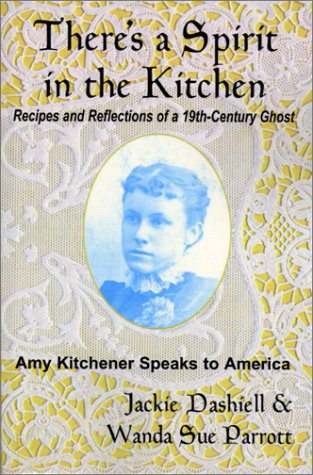 There's a Spirit
in the Kitchen
Recipes and Reflections of a 19th-Century Ghost
Amy Kitchener Speaks to America
Jackie Dashiell &
Wanda Sue Parrott